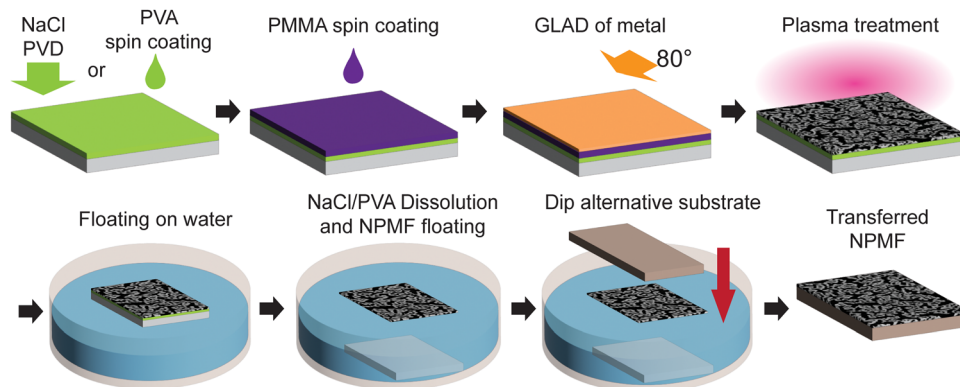 NaCl
PVD
or
PVA
spin coating
PMMA spin coating
GLAD of metal
80°
Plasma treatment
Floating on water
NaCl/PVA Dissolution
and NPMF floating
Dip alternative substrate
Transferred
NPMF